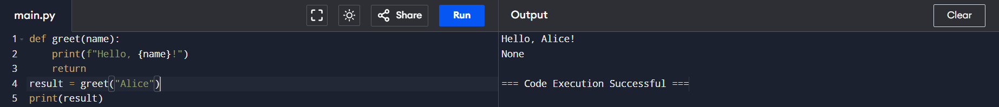 main.py
Share
Run
Output
Clear
1 def greet(name):
2     print(f"Hello, {name}!")
3     return
4 result = greet("Alice")
5 print(result)
Hello, Alice!
None
=== Code Execution Successful ===